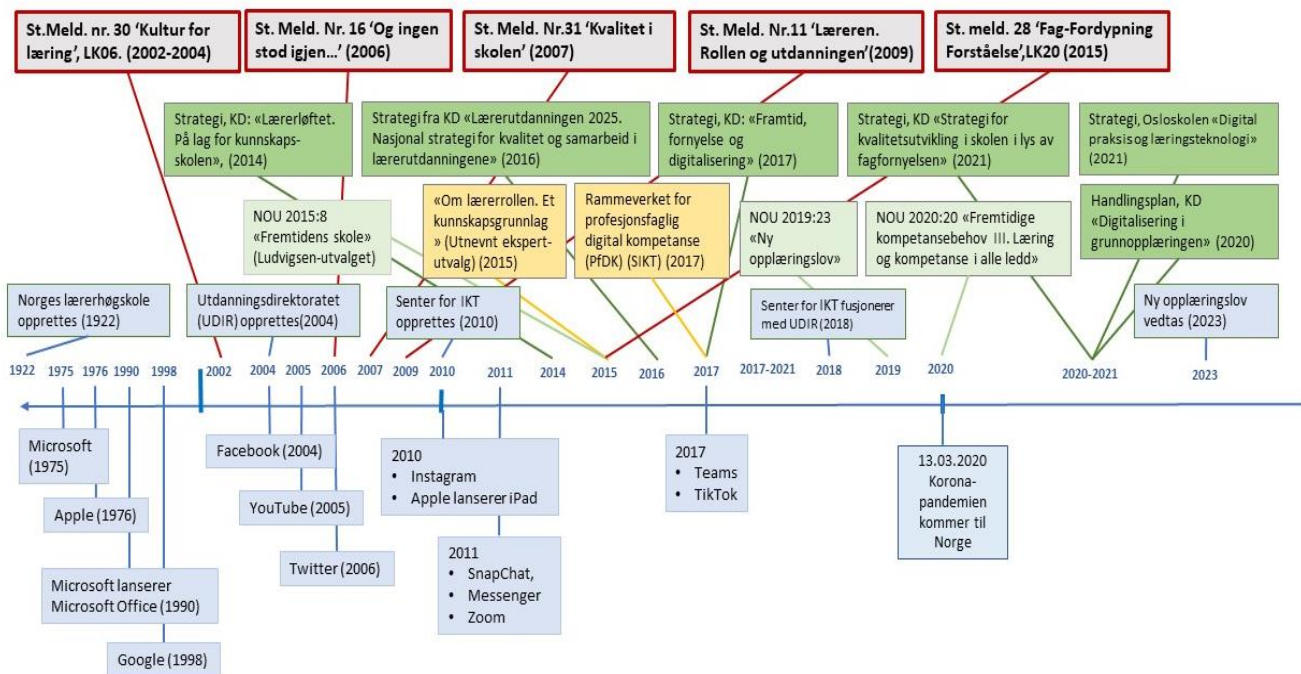 St.Meld. nr. 30 ‘Kultur for
læring’, LK06. (2002-2004)
St. Meld. Nr. 16 ‘Og ingen
stod igjen...’ (2006)
St. Meld. Nr.31 ‘Kvalitet i
skolen’ (2007)
St. Meld. Nr.11 ‘Læreren.
Rollen og utdanningen’(2009)
St. meld. 28 ‘Fag-Fordypning
Forståelse’,LK20 (2015)
Strategi, KD: «Lærerløftet.
På lag for kunnskaps-
skolen», (2014)
Strategi fra KD «Lærerutdanningen 2025.
Nasjonal strategi for kvalitet og samarbeid i
lærerutdanningene» (2016)
Strategi, KD: «Framtid,
fornyelse og
digitalisering» (2017)
Strategi, KD «Strategi for
kvalitetsutvikling i skolen i lys av
fagfornyelsen» (2021)
Strategi, Osloskolen «Digital
praksis og læringsteknologi»
(2021)
NOU 2015:8
«Fremtidens skole»
(Ludvigsen-utvalget)
«Om lærerrollen. Et
kunnskapsgrunnlag
» (Utnevnt ekspert-
utvalg) (2015)
Rammeverket for
profesjonsfaglig
digital kompetanse
(PfDK) (SIKT) (2017)
NOU 2019:23
«Ny
opplæringslov»
NOU 2020:20 «Fremtidige
kompetansebehov III. Læring
og kompetanse i alle ledd»
Handlingsplan, KD
«Digitalisering i
grunnopplæringen» (2020)
Norges lærerhøgskole
opprettes (1922)
Utdanningsdirektoratet
(UDIR) opprettes(2004)
Senter for IKT
opprettes (2010)
Senter for IKT fusjonerer
med UDIR (2018)
Ny opplæringslov
vedtas (2023)
1922 1975 1976 1990 1998 2002 2004 2005 2006 2007 2009 2010 2011 2014 2015 2016 2017 2017-2021 2018 2019 2020 2020-2021 2023
Microsoft
(1975)
Apple (1976)
Microsoft lanserer
Microsoft Office (1990)
Google (1998)
Facebook (2004)
YouTube (2005)
Twitter (2006)
2010
• Instagram
• Apple lanserer iPad
2011
• SnapChat,
• Messenger
• Zoom
2017
• Teams
• TikTok
13.03.2020
Korona-
pandemien
kommer til
Norge